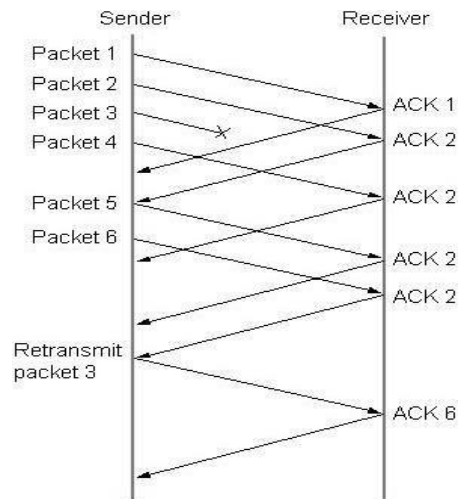 Sender
Receiver
Packet 1
Packet 2
Packet 3
Packet 4
Packet 5
Packet 6
Retransmit
packet 3
ACK 1
ACK 2
ACK 2
ACK 2
ACK 2
ACK 6